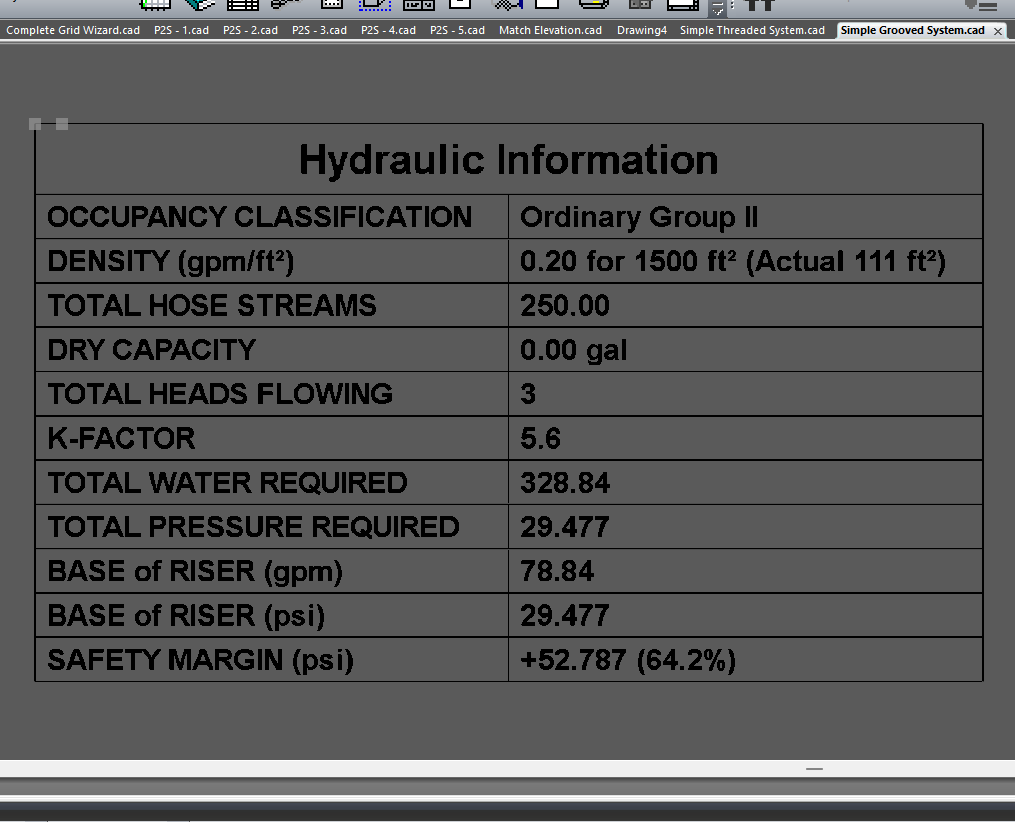 Complete Grid Wizard.cad P2S - 1.cad P2S - 2.cad P2S - 3.cad P2S - 4.cad P2S - 5.cad Match Elevation.cad Drawing4 Simple Threaded System.cad Simple Grooved System.cad
Hydraulic Information
OCCUPANCY CLASSIFICATION Ordinary Group II
DENSITY (gpm/ft²) 0.20 for 1500 ft² (Actual 111 ft²)
TOTAL HOSE STREAMS 250.00
DRY CAPACITY 0.00 gal
TOTAL HEADS FLOWING 3
K-FACTOR 5.6
TOTAL WATER REQUIRED 328.84
TOTAL PRESSURE REQUIRED 29.477
BASE of RISER (gpm) 78.84
BASE of RISER (psi) 29.477
SAFETY MARGIN (psi) +52.787 (64.2%)